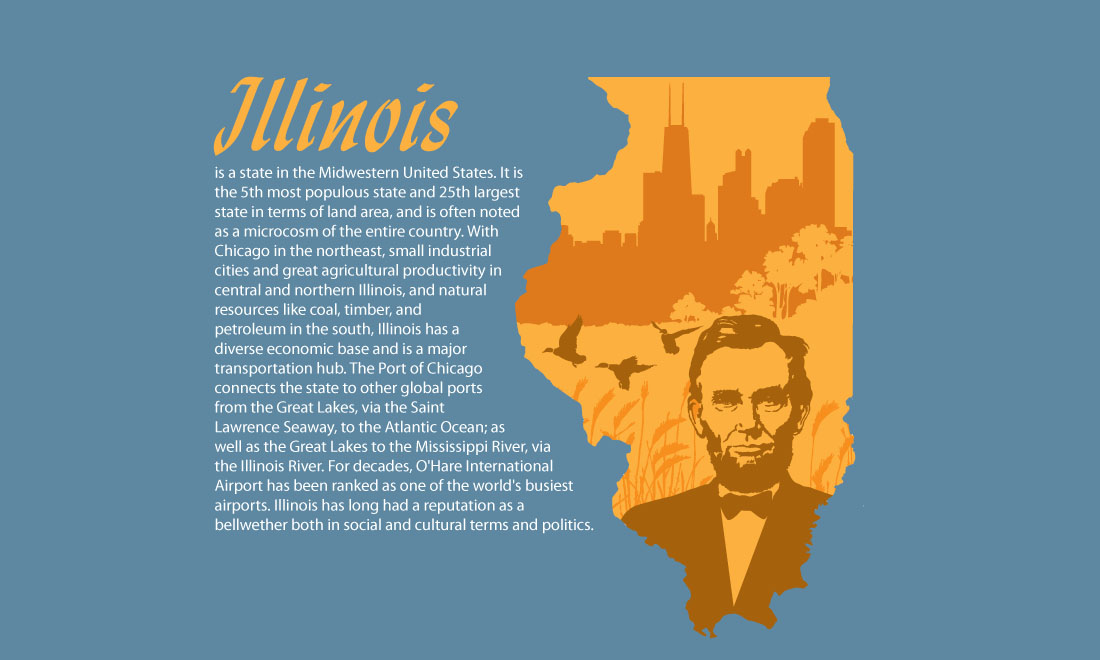 Illinois
is a state in the Midwestern United States. It is
the 5th most populous state and 25th largest
state in terms of land area, and is often noted
as a microcosm of the entire country. With
Chicago in the northeast, small industrial
cities and great agricultural productivity in
central and northern Illinois, and natural
resources like coal, timber, and
petroleum in the south, Illinois has a
diverse economic base and is a major
transportation hub. The Port of Chicago
connects the state to other global ports
from the Great Lakes, via the Saint
Lawrence Seaway, to the Atlantic Ocean; as
well as the Great Lakes to the Mississippi River, via
the Illinois River. For decades, O'Hare International
Airport has been ranked as one of the world's busiest
airports. Illinois has long had a reputation as a
bellwether both in social and cultural terms and politics.